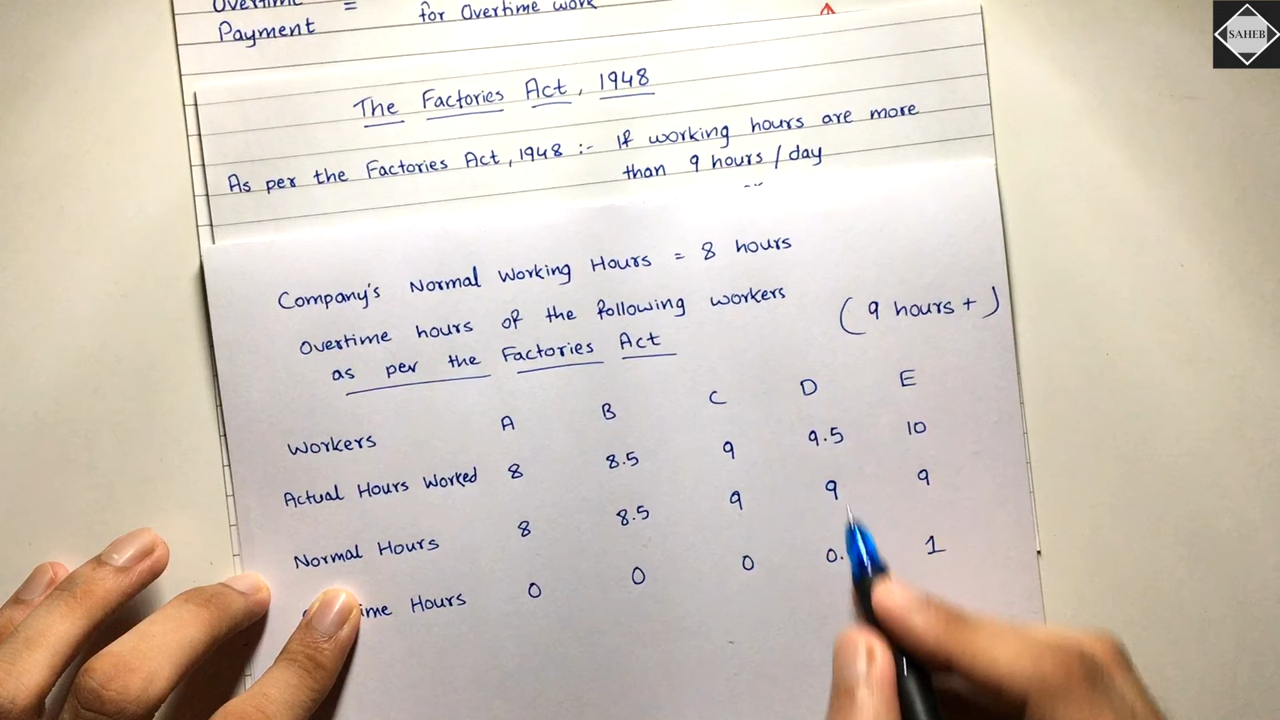 Overtime
= for Overtime work
Payment
The Factories Act, 1948
As per the Factories Act, 1948 :- If working hours are more
than 9 hours / day
Company's Normal Working Hours = 8 hours
Overtime hours of the following workers
as per the Factories Act
(9 hours +)
Workers A B C D E
Actual Hours Worked 8 8.5 9 9.5 10
Normal Hours 8 8.5 9 9 9
Hours 0 0 0 0. 1
SAHEB